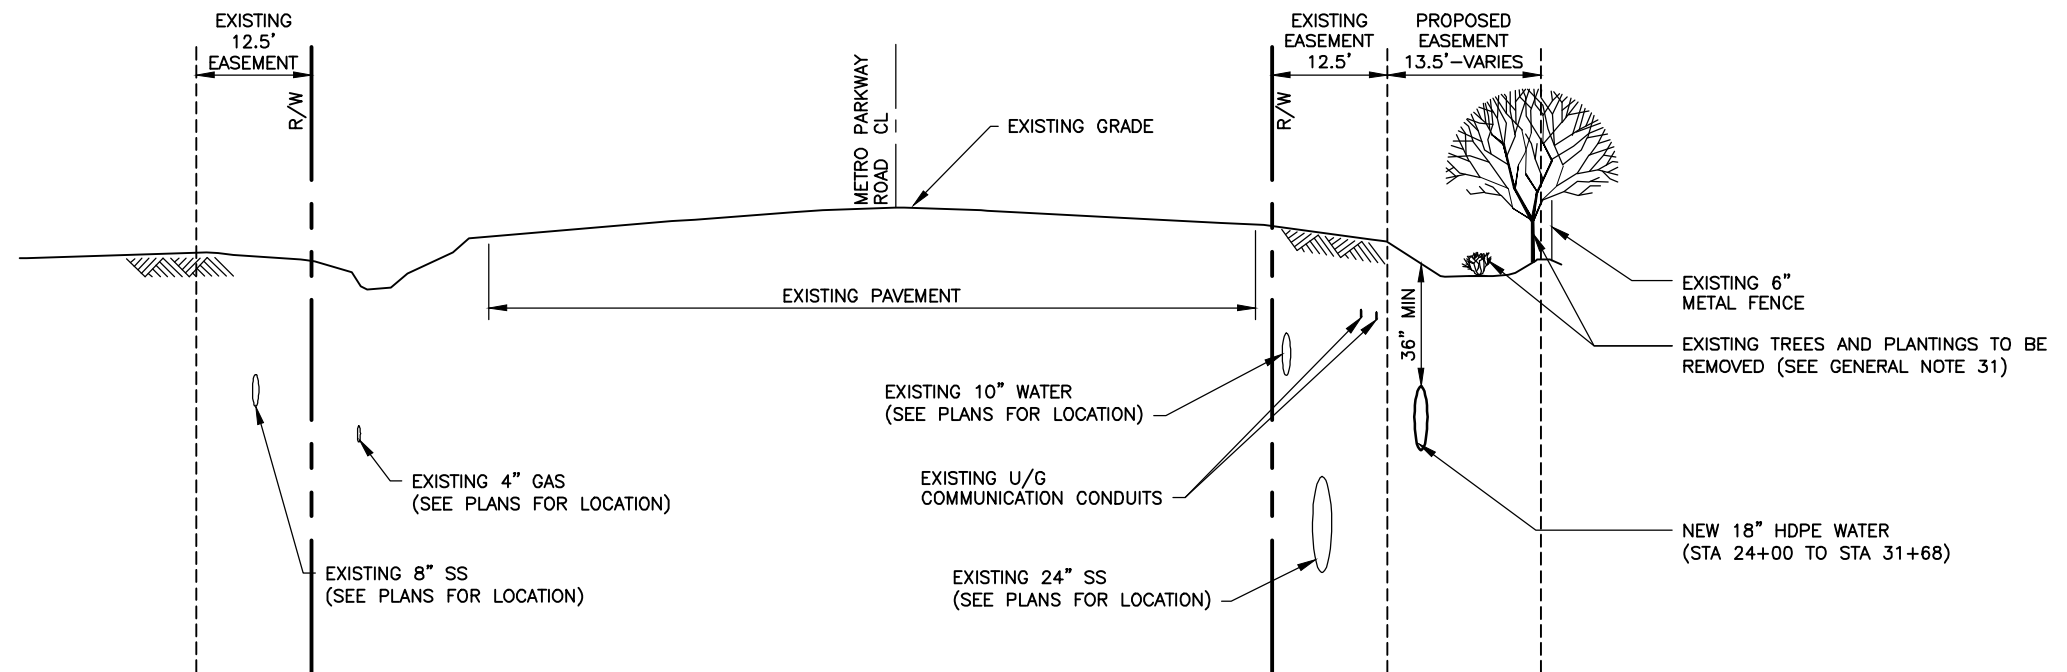 EXISTING
12.5'
EASEMENT
R/W
METRO PARKWAY
ROAD CL
EXISTING GRADE
EXISTING
EASEMENT
12.5'
PROPOSED
EASEMENT
13.5'-VARIES
R/W
EXISTING PAVEMENT
36" MIN
EXISTING 6"
METAL FENCE
EXISTING TREES AND PLANTINGS TO BE
REMOVED (SEE GENERAL NOTE 31)
EXISTING 10" WATER
(SEE PLANS FOR LOCATION)
EXISTING 4" GAS
(SEE PLANS FOR LOCATION)
EXISTING U/G
COMMUNICATION CONDUITS
NEW 18" HDPE WATER
(STA 24+00 TO STA 31+68)
EXISTING 8" SS
(SEE PLANS FOR LOCATION)
EXISTING 24" SS
(SEE PLANS FOR LOCATION)